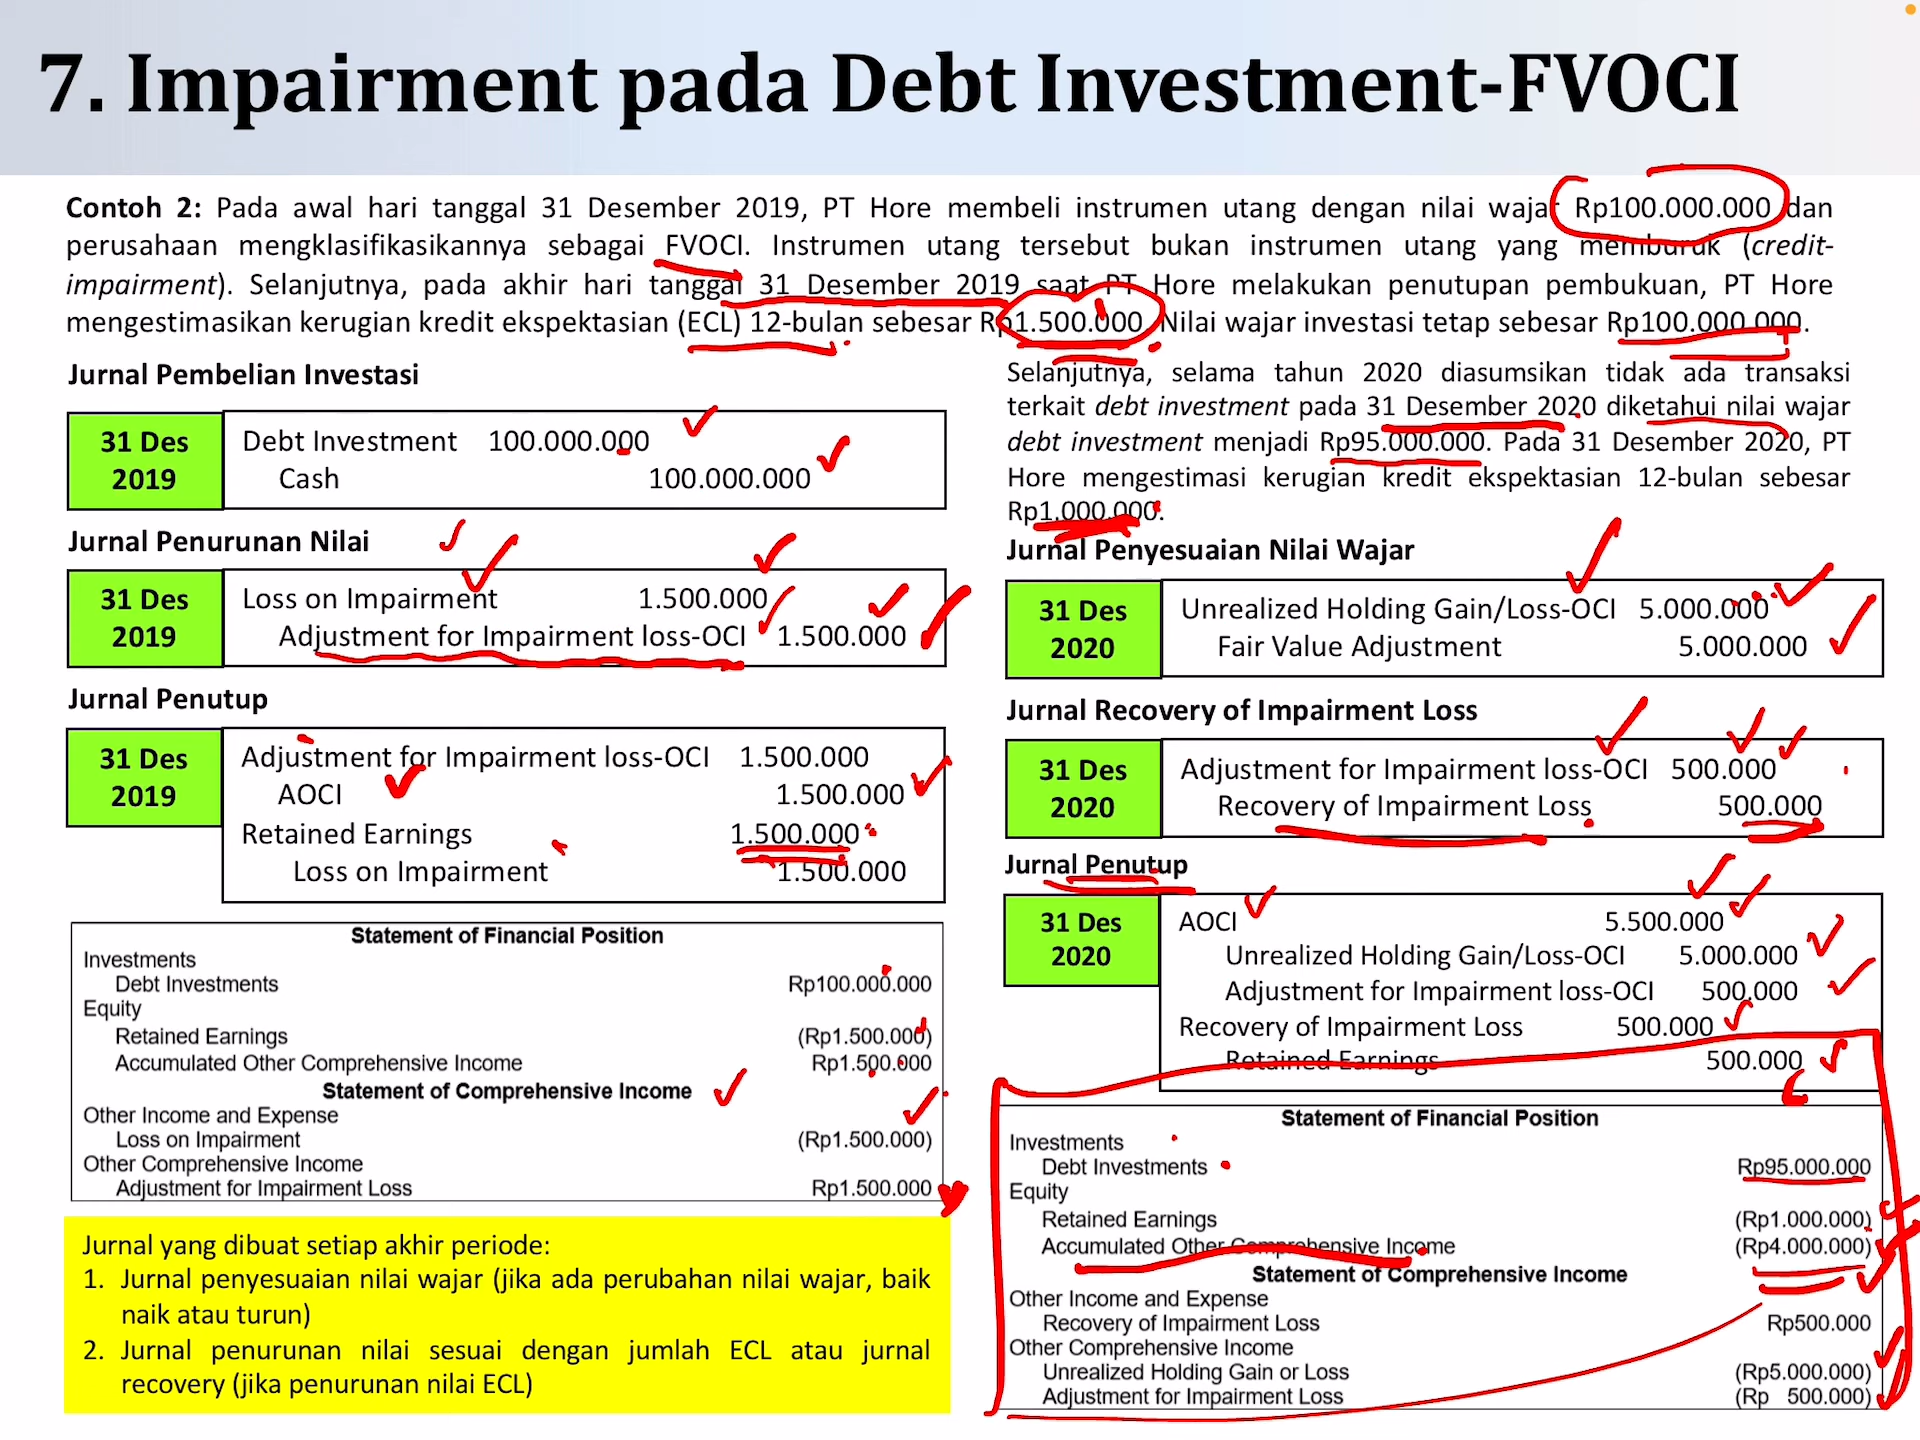 7. Impairment pada Debt Investment-FVOCI
Contoh 2: Pada awal hari tanggal 31 Desember 2019, PT Hore membeli instrumen utang dengan nilai wajar Rp100.000.000 dan
perusahaan mengklasifikasikannya sebagai FVOCI. Instrumen utang tersebut bukan instrumen utang yang memburuk (credit-
impairment). Selanjutnya, pada akhir hari tanggal 31 Desember 2019 saat PT Hore melakukan penutupan pembukuan, PT Hore
mengestimasikan kerugian kredit ekspektasian (ECL) 12-bulan sebesar Rp1.500.000. Nilai wajar investasi tetap sebesar Rp100.000.000.
Jurnal Pembelian Investasi
31 Des
2019
Debt Investment 100.000.000
Cash 100.000.000
Jurnal Penurunan Nilai
31 Des
2019
Loss on Impairment 1.500.000
Adjustment for Impairment loss-OCI 1.500.000
Jurnal Penutup
31 Des
2019
Adjustment for Impairment loss-OCI 1.500.000
AOCI 1.500.000
Retained Earnings 1.500.000
Loss on Impairment 1.500.000
Statement of Financial Position
Investments
Debt Investments Rp100.000.000
Equity
Retained Earnings (Rp1.500.000)
Accumulated Other Comprehensive Income Rp1.500.000
Statement of Comprehensive Income
Other Income and Expense
Loss on Impairment (Rp1.500.000)
Other Comprehensive Income
Adjustment for Impairment Loss Rp1.500.000
Jurnal yang dibuat setiap akhir periode:
1. Jurnal penyesuaian nilai wajar (jika ada perubahan nilai wajar, baik
naik atau turun)
2. Jurnal penurunan nilai sesuai dengan jumlah ECL atau jurnal
recovery (jika penurunan nilai ECL)
Selanjutnya, selama tahun 2020 diasumsikan tidak ada transaksi
terkait debt investment pada 31 Desember 2020 diketahui nilai wajar
debt investment menjadi Rp95.000.000. Pada 31 Desember 2020, PT
Hore mengestimasi kerugian kredit ekspektasian 12-bulan sebesar
Rp1.000.000.
Jurnal Penyesuaian Nilai Wajar
31 Des
2020
Unrealized Holding Gain/Loss-OCI 5.000.000
Fair Value Adjustment 5.000.000
Jurnal Recovery of Impairment Loss
31 Des
2020
Adjustment for Impairment loss-OCI 500.000
Recovery of Impairment Loss 500.000
Jurnal Penutup
31 Des
2020
AOCI 5.500.000
Unrealized Holding Gain/Loss-OCI 5.000.000
Adjustment for Impairment loss-OCI 500.000
Recovery of Impairment Loss 500.000
Retained Earnings 500.000
Statement of Financial Position
Investments
Debt Investments Rp95.000.000
Equity
Retained Earnings (Rp1.000.000)
Accumulated Other Comprehensive Income (Rp4.000.000)
Statement of Comprehensive Income
Other Income and Expense
Recovery of Impairment Loss Rp500.000
Other Comprehensive Income
Unrealized Holding Gain or Loss (Rp5.000.000)
Adjustment for Impairment Loss (Rp 500.000)